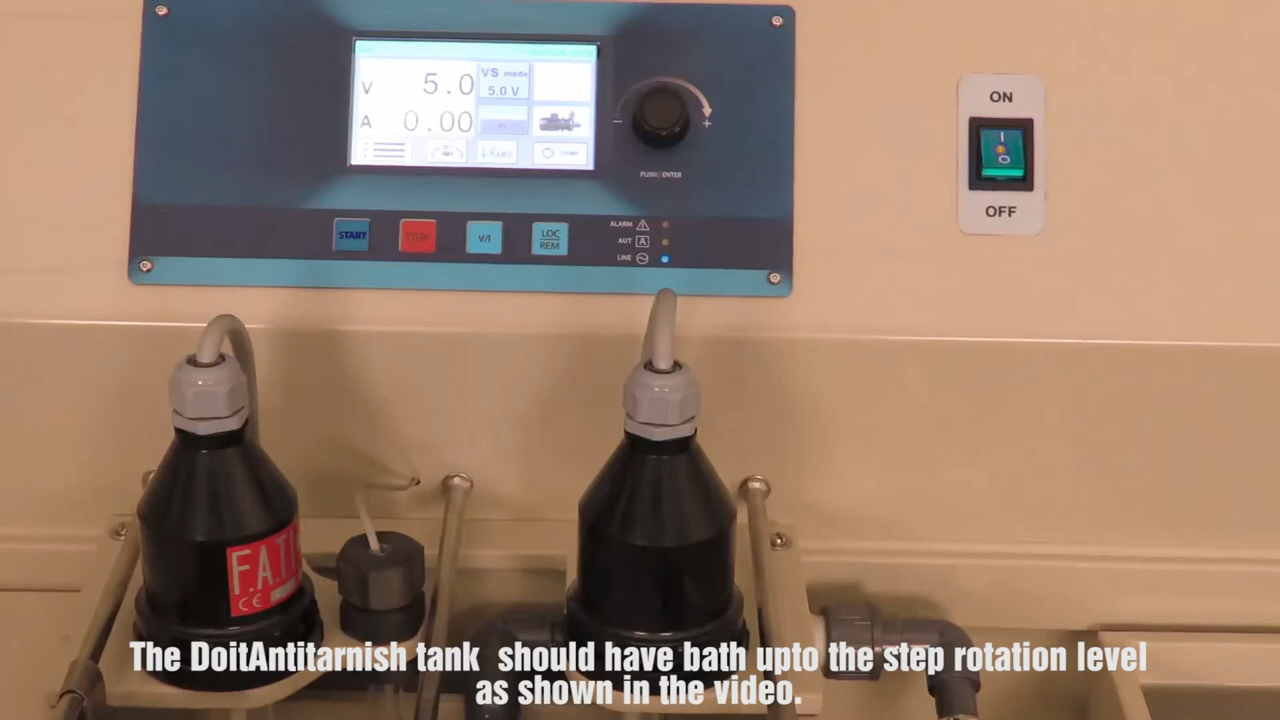 V 5.0
VS mode
5.0 V
A 0.00
PUSH/ENTER
START
STOP
V/I
LOC
REM
ALARM
AUT A
LINE
ON
I
O
OFF
F.A.T.I
CE
The DoitAntitarnish tank should have bath upto the step rotation level
as shown in the video.